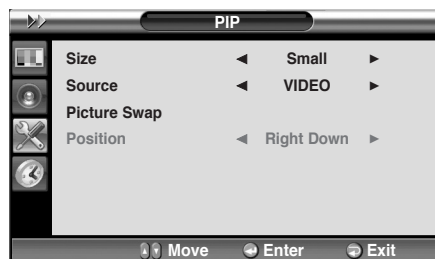 PIP
Size ◄ Small ►
Source ◄ VIDEO ►
Picture Swap
Position ◄ Right Down ►
Move Enter Exit